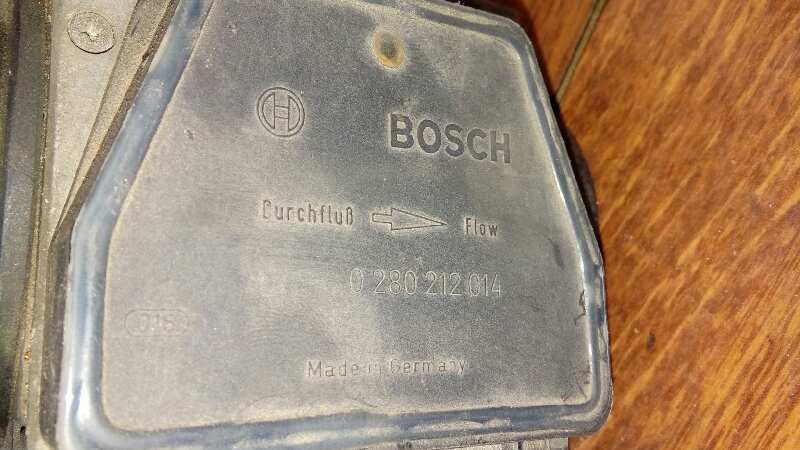 BOSCH
Durchfluß Flow
0 280 212 014
Made in Germany